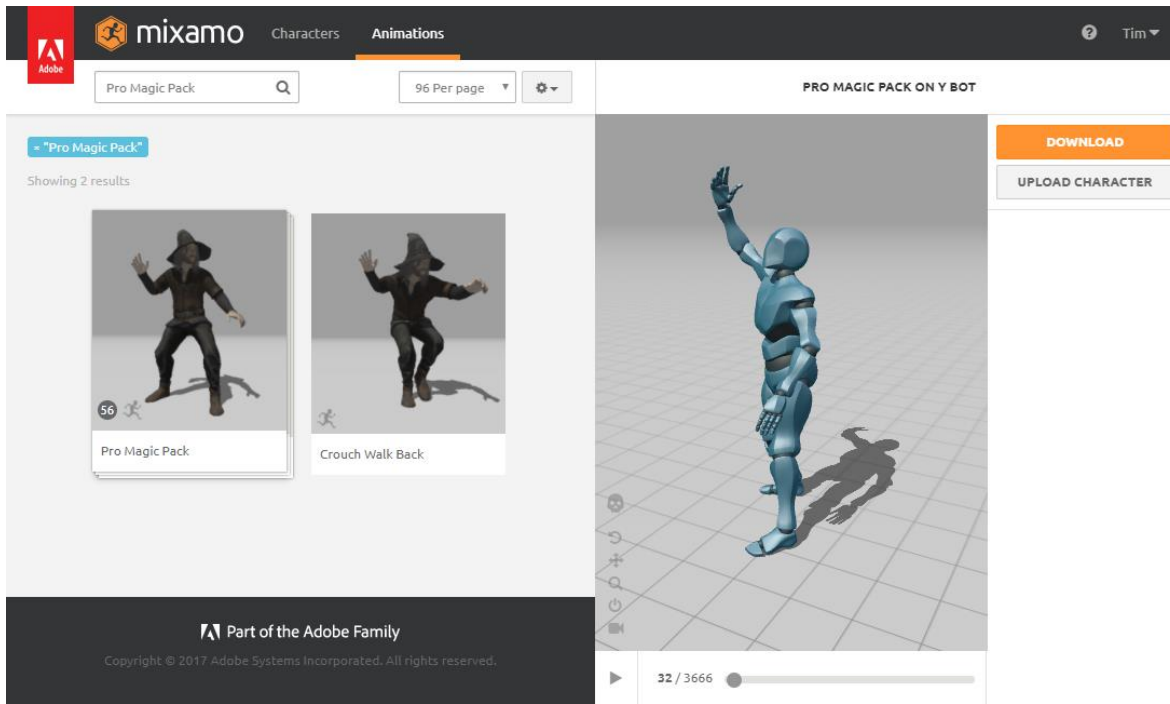 Adobe
mixamo
Characters
Animations
Tim
Pro Magic Pack
96 Per page
PRO MAGIC PACK ON Y BOT
= "Pro Magic Pack"
Showing 2 results
56
Pro Magic Pack
Crouch Walk Back
DOWNLOAD
UPLOAD CHARACTER
Part of the Adobe Family
Copyright © 2017 Adobe Systems Incorporated. All rights reserved.
32 / 3666